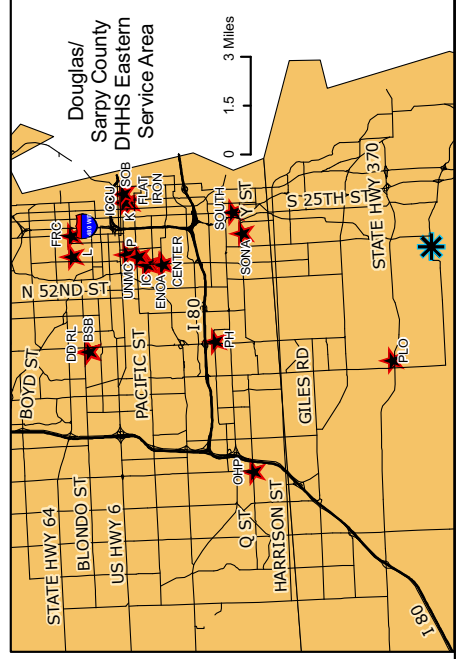 Douglas/
Sarpy County
DHHS Eastern
Service Area
0 1.5 3 Miles
BOYD ST
STATE HWY 64
BLONDO ST
US HWY 6
PACIFIC ST
N 52ND ST
I-80
I-80
Q ST
HARRISON ST
GILES RD
STATE HWY 370
S 25TH ST
Y ST
FRC
L
DD RL
BSB
UNMC
P
IC
ENOA
CENTER
ICCU
SOB
K
FLAT
IRON
SOUTH
SONA
PH
OHP
PLO